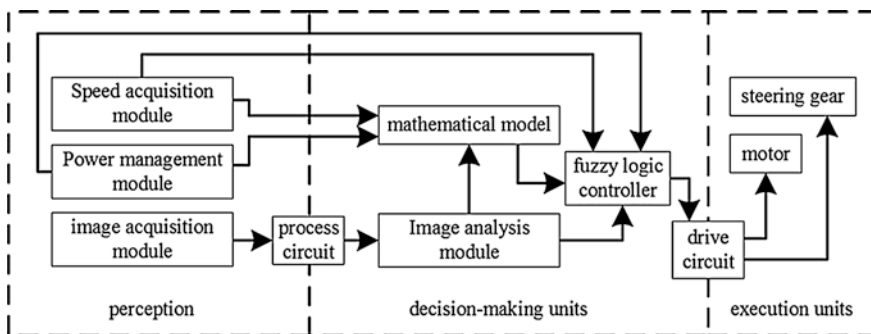 Speed acquisition
module
Power management
module
image acquisition
module
process
circuit
mathematical model
Image analysis
module
fuzzy logic
controller
drive
circuit
steering gear
motor
perception
decision-making units
execution units